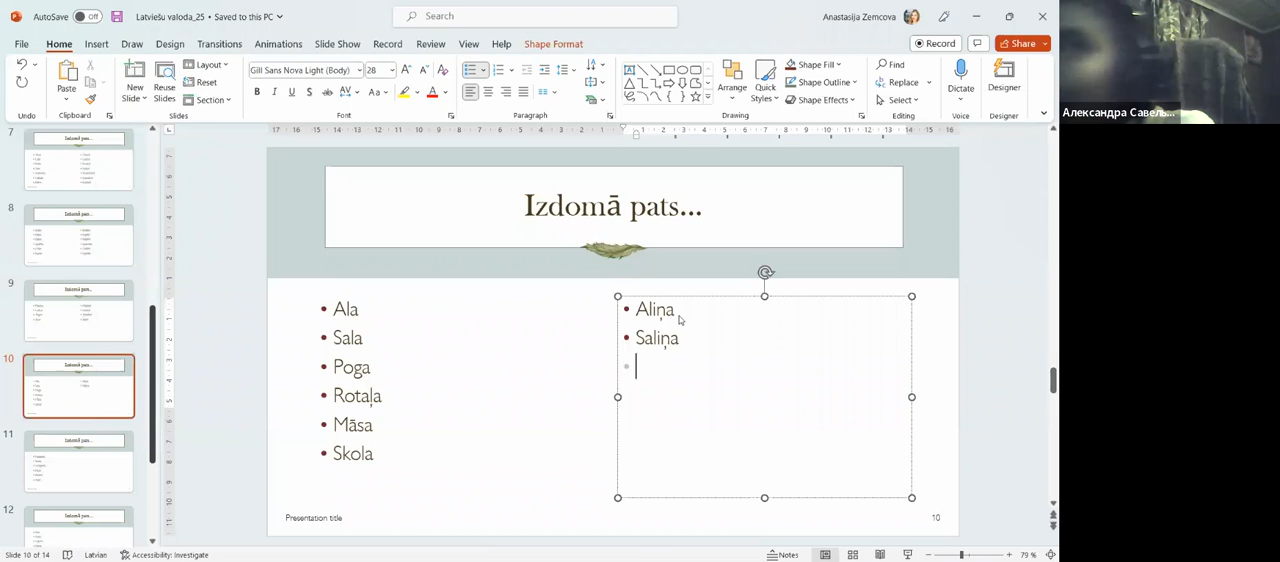 AutoSave Off Latviešu valoda_25 • Saved to this PC Search Anastasija Zemcova
File Home Insert Draw Design Transitions Animations Slide Show Record Review View Help Shape Format Record Share
Paste New Slide Reuse Slides Layout Reset Section Gill Sans Nova Light (Body) 28 Arrange Quick Styles Shape Fill Shape Outline Shape Effects Find Replace Select Dictate Designer
Undo Clipboard Slides Font Paragraph Drawing Editing Voice Designer
Александра Савель...
7
8
9
10
11
12
Izdomā pats...
• Ala
• Sala
• Poga
• Rotaļa
• Māsa
• Skola
• Aliņa
• Saliņa
Presentation title 10
Slide 10 of 14 Latvian Accessibility: Investigate Notes 79 %